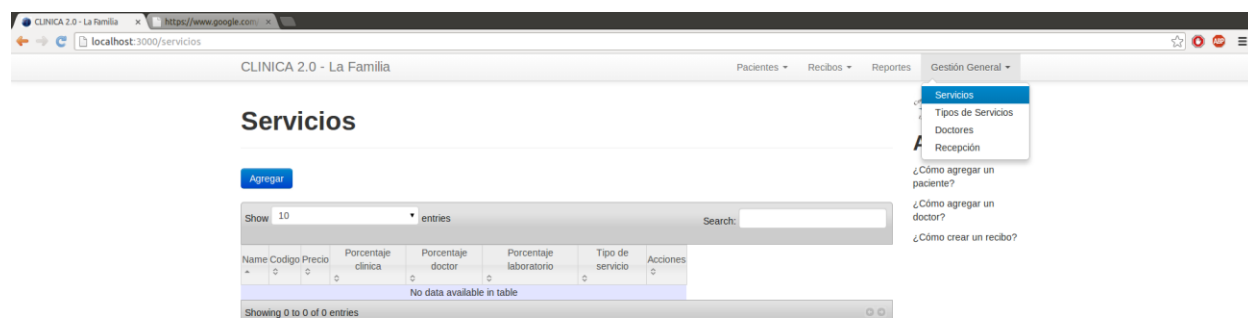 CLINICA 2.0 - La Familia https://www.google.com/
localhost:3000/servicios
CLINICA 2.0 - La Familia Pacientes Recibos Reportes Gestión General
Servicios
Tipos de Servicios
Doctores
Recepción
Servicios
Agregar
¿Cómo agregar un
paciente?
¿Cómo agregar un
doctor?
¿Cómo crear un recibo?
Show 10 entries Search:
Name Codigo Precio Porcentaje clinica Porcentaje doctor Porcentaje laboratorio Tipo de servicio Acciones
No data available in table
Showing 0 to 0 of 0 entries